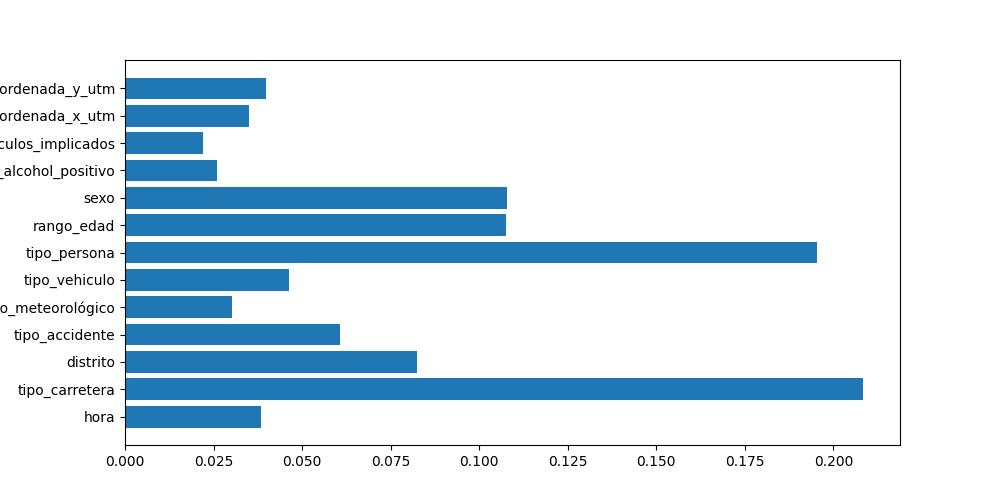 ordenada_y_utm
ordenada_x_utm
culos_implicados
_alcohol_positivo
sexo
rango_edad
tipo_persona
tipo_vehiculo
o_meteorológico
tipo_accidente
distrito
tipo_carretera
hora
0.000 0.025 0.050 0.075 0.100 0.125 0.150 0.175 0.200